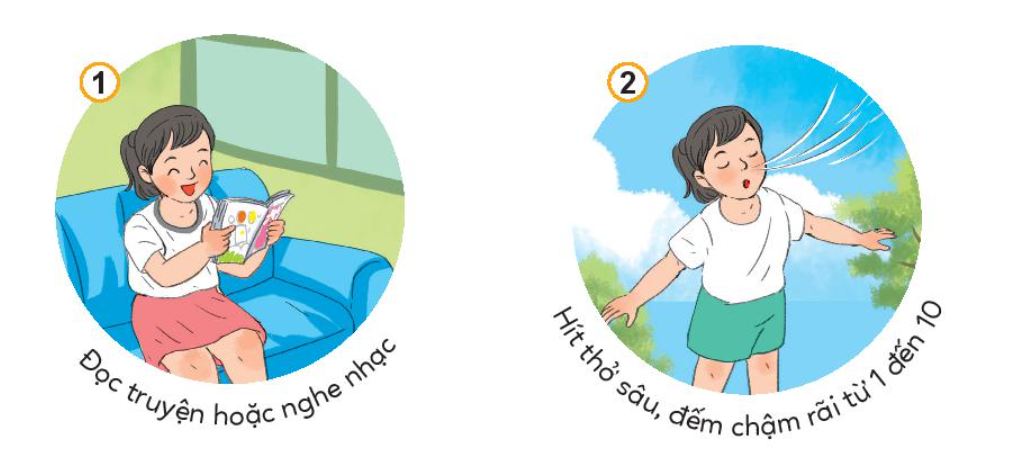 1
Đọc truyện hoặc nghe nhạc
2
Hít thở sâu, đếm chậm rãi từ 1 đến 10